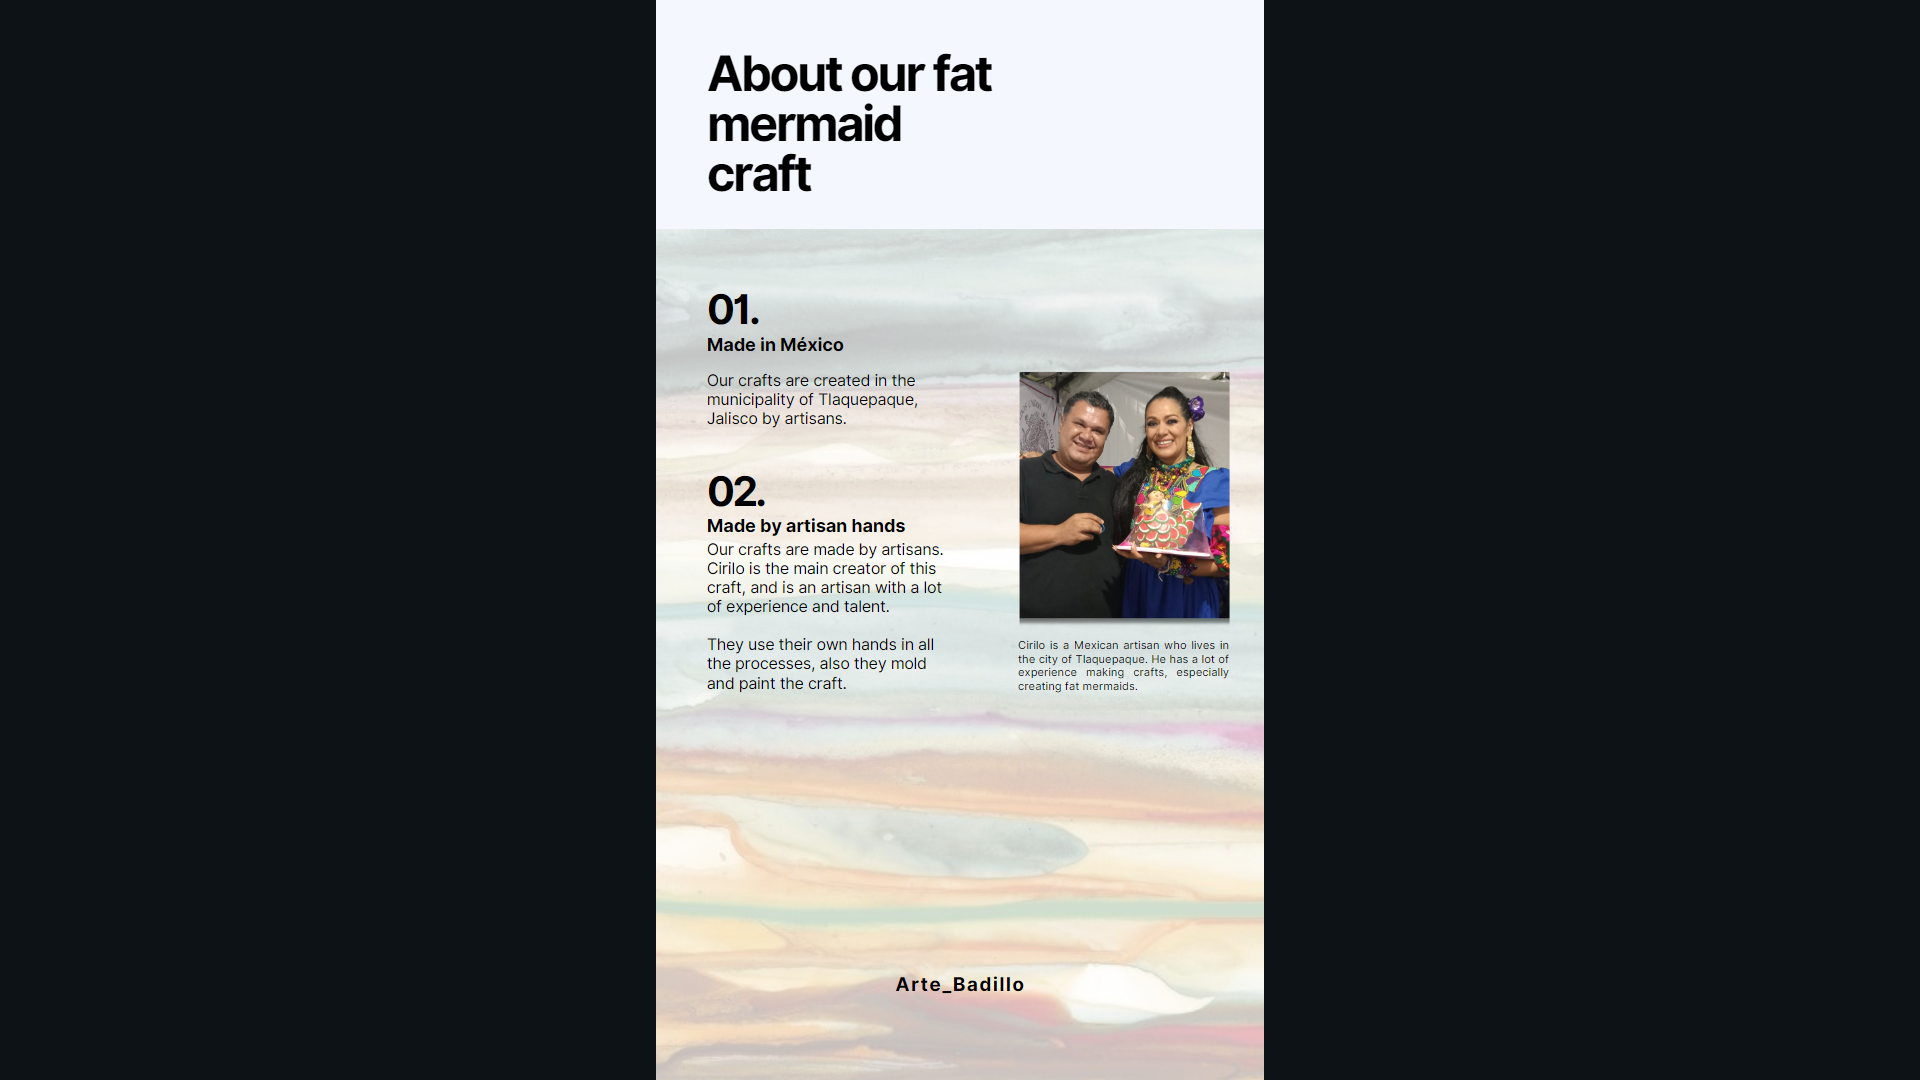 About our fat
mermaid
craft
01.
Made in México
Our crafts are created in the
municipality of Tlaquepaque,
Jalisco by artisans.
02.
Made by artisan hands
Our crafts are made by artisans.
Cirilo is the main creator of this
craft, and is an artisan with a lot
of experience and talent.
They use their own hands in all
the processes, also they mold
and paint the craft.
Cirilo is a Mexican artisan who lives in
the city of Tlaquepaque. He has a lot of
experience making crafts, especially
creating fat mermaids.
Arte_Badillo